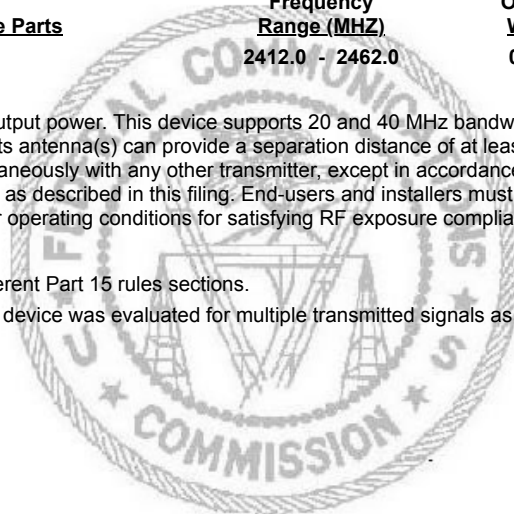 Frequency
e Parts Range (MHZ)
2412.0 - 2462.0
utput power. This device supports 20 and 40 MHz bandw
ts antenna(s) can provide a separation distance of at leas
aneously with any other transmitter, except in accordance
as described in this filing. End-users and installers must
r operating conditions for satisfying RF exposure complia
erent Part 15 rules sections.
device was evaluated for multiple transmitted signals as
FEDERAL COMMUNICATIONS COMMISSION
U S